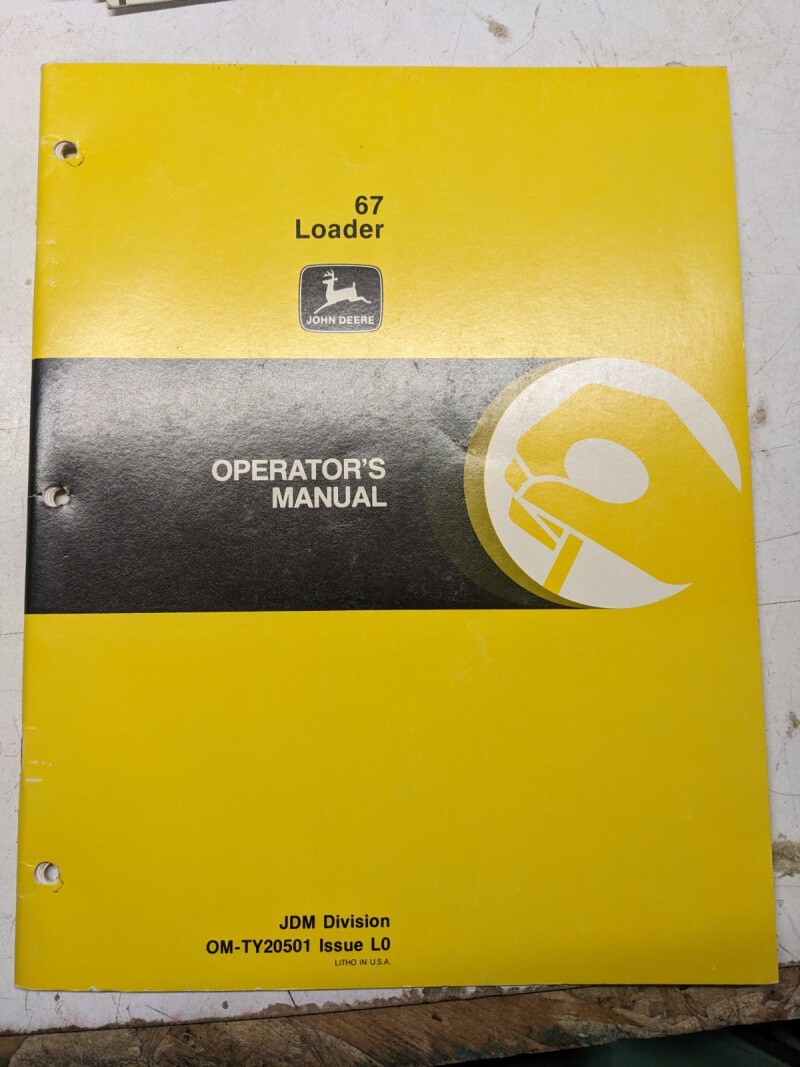 67
Loader
JOHN DEERE
OPERATOR'S
MANUAL
JDM Division
OM-TY20501 Issue L0
LITHO IN U.S.A.